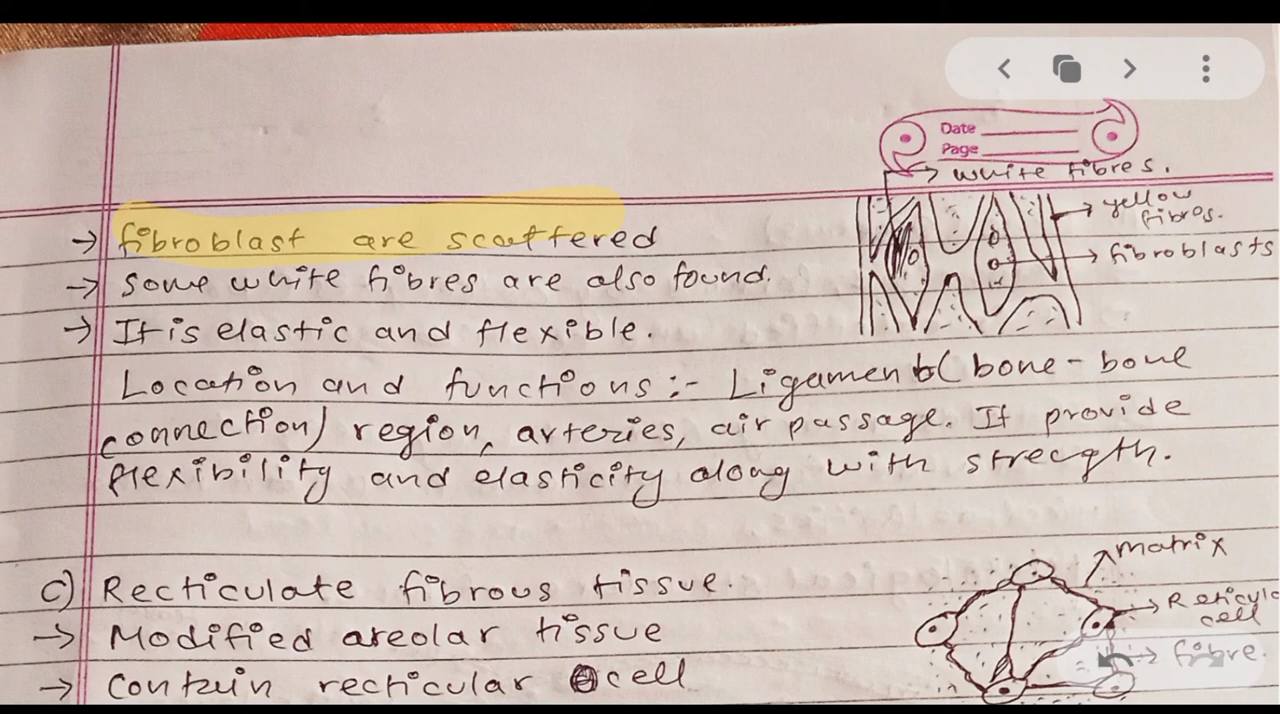 Date
Page
→ white fibres.
→ yellow fibres.
→ fibroblasts
→ fibroblast are scattered
→ some white fibres are also found.
→ It is elastic and flexible.
Location and functions :- Ligament (bone - bone
connection) region, arteries, air passage. It provide
flexibility and elasticity along with strength.
c) Recticulate fibrous tissue.
→ Modified areolar tissue
→ Contain recticular cell
matrix
→ Reticula
cell
→ fibre.